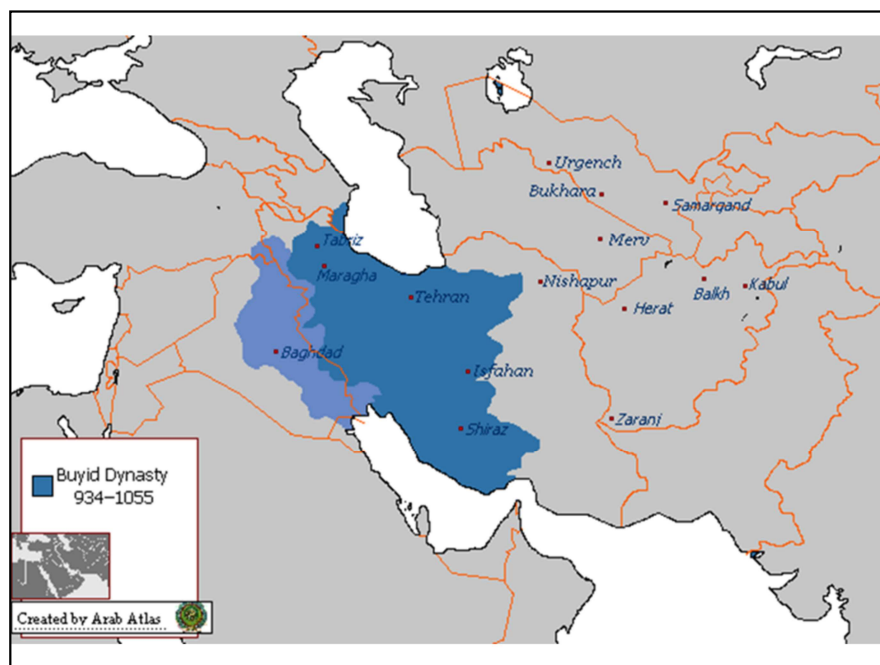 Urgench
Bukhara
Samarqand
Merv
Tabriz
Maragha
Tehran
Nishapur
Balkh
Kabul
Herat
Baghdad
Isfahan
Shiraz
Zaranj
Buyid Dynasty
934-1055
Created by Arab Atlas